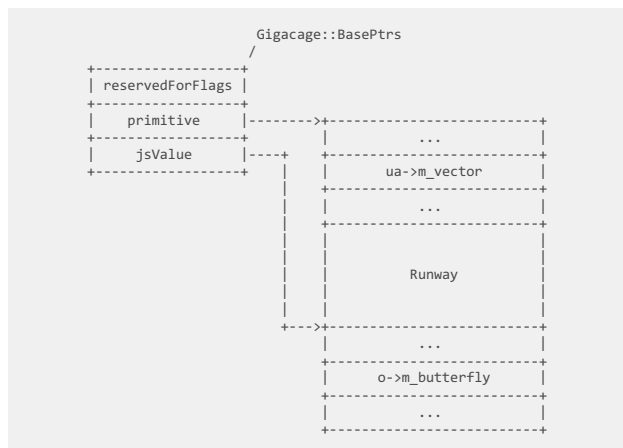 Gigacage::BasePtrs
reservedForFlags
primitive
...
jsValue
ua->m_vector
...
Runway
...
o->m_butterfly
...